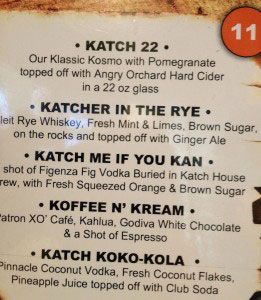 11
• KATCH 22 •
Our Klassic Kosmo with Pomegranate
topped off with Angry Orchard Hard Cider
in a 22 oz glass
• KATCHER IN THE RYE •
leit Rye Whiskey, Fresh Mint & Limes, Brown Sugar,
on the rocks and topped off with Ginger Ale
• KATCH ME IF YOU KAN •
shot of Figenza Fig Vodka Buried in Katch House
rew, with Fresh Squeezed Orange & Brown Sugar
• KOFFEE N' KREAM •
Patron XO' Café, Kahlua, Godiva White Chocolate
& a Shot of Espresso
• KATCH KOKO-KOLA •
Pinnacle Coconut Vodka, Fresh Coconut Flakes,
Pineapple Juice topped off with Club Soda